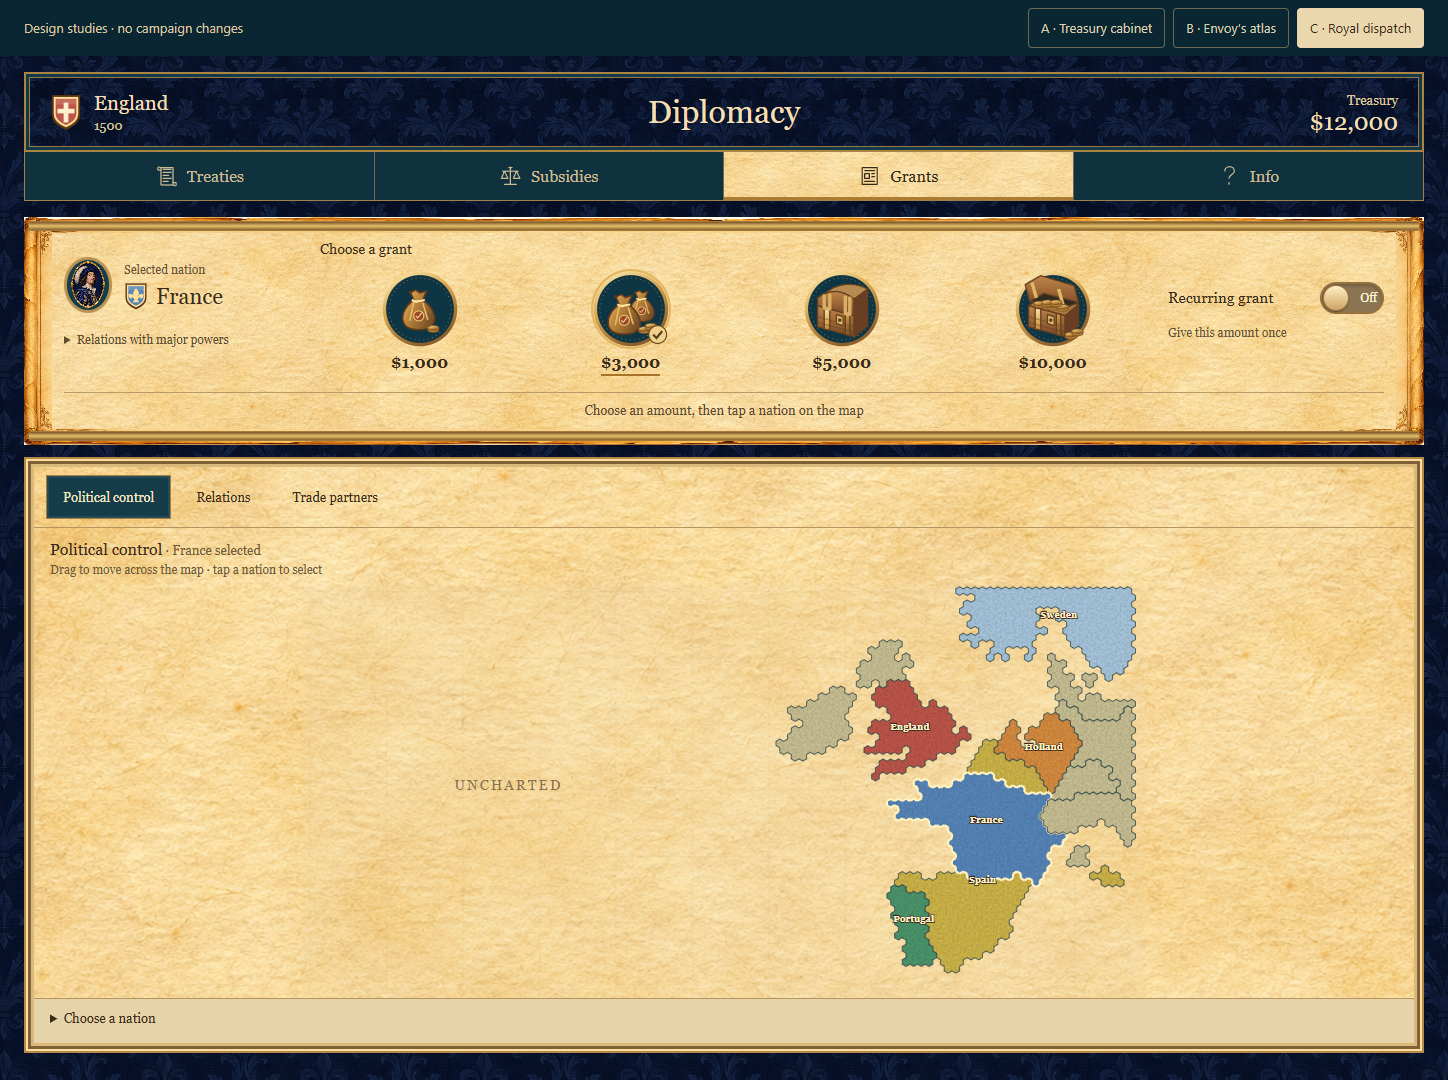 Design studies · no campaign changes
A · Treasury cabinet
B · Envoy's atlas
C · Royal dispatch
England
1500
Diplomacy
Treasury
$12,000
Treaties
Subsidies
Grants
? Info
Choose a grant
Selected nation
France
Relations with major powers
$1,000
$3,000
$5,000
$10,000
Recurring grant
Off
Give this amount once
Choose an amount, then tap a nation on the map
Political control
Relations
Trade partners
Political control · France selected
Drag to move across the map · tap a nation to select
Sweden
England
Holland
UNCHARTED
France
Spain
Portugal
Choose a nation